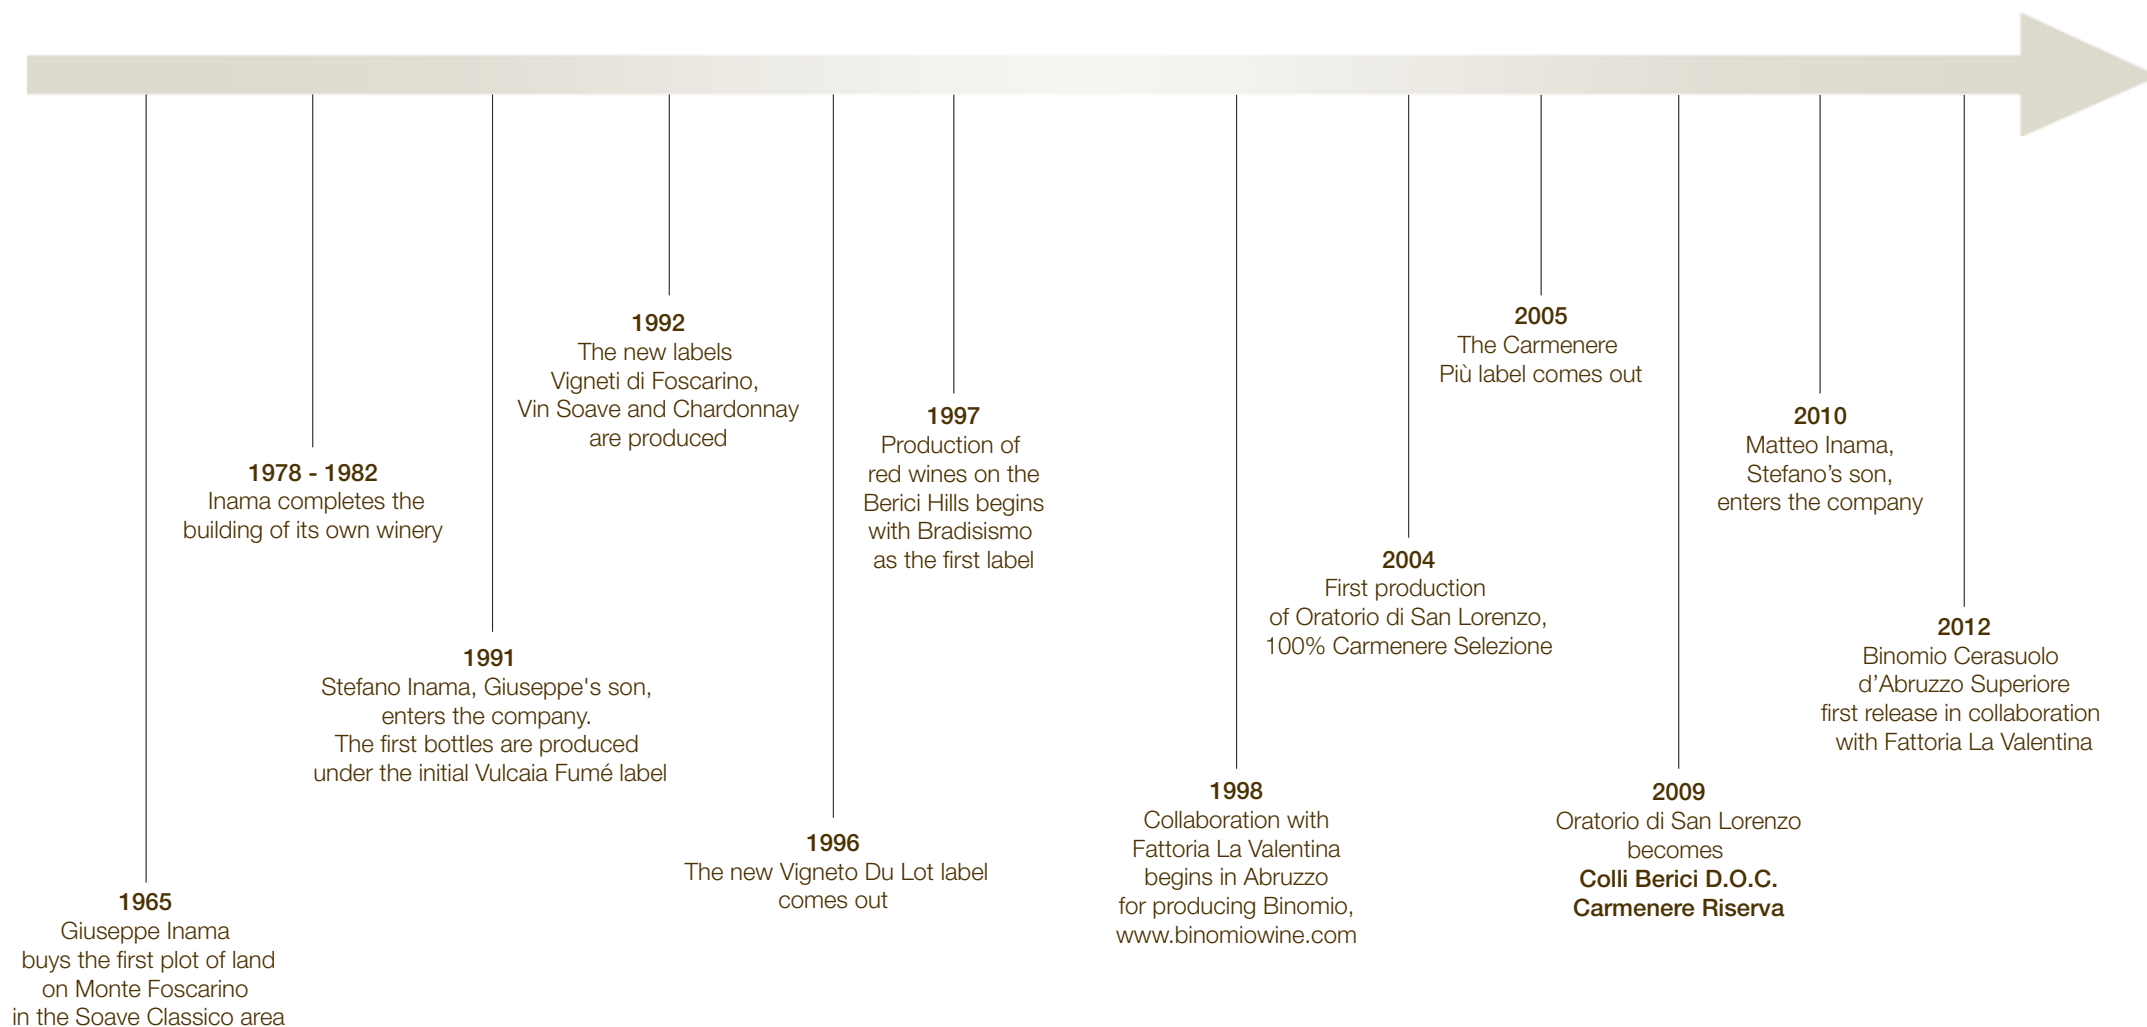 1965
Giuseppe Inama
buys the first plot of land
on Monte Foscarino
in the Soave Classico area
1978 - 1982
Inama completes the
building of its own winery
1991
Stefano Inama, Giuseppe's son,
enters the company.
The first bottles are produced
under the initial Vulcaia Fumé label
1992
The new labels
Vigneti di Foscarino,
Vin Soave and Chardonnay
are produced
1996
The new Vigneto Du Lot label
comes out
1997
Production of
red wines on the
Berici Hills begins
with Bradisismo
as the first label
1998
Collaboration with
Fattoria La Valentina
begins in Abruzzo
for producing Binomio,
www.binomiowine.com
2004
First production
of Oratorio di San Lorenzo,
100% Carmenere Selezione
2005
The Carmenere
Più label comes out
2009
Oratorio di San Lorenzo
becomes
Colli Berici D.O.C.
Carmenere Riserva
2010
Matteo Inama,
Stefano’s son,
enters the company
2012
Binomio Cerasuolo
d’Abruzzo Superiore
first release in collaboration
with Fattoria La Valentina